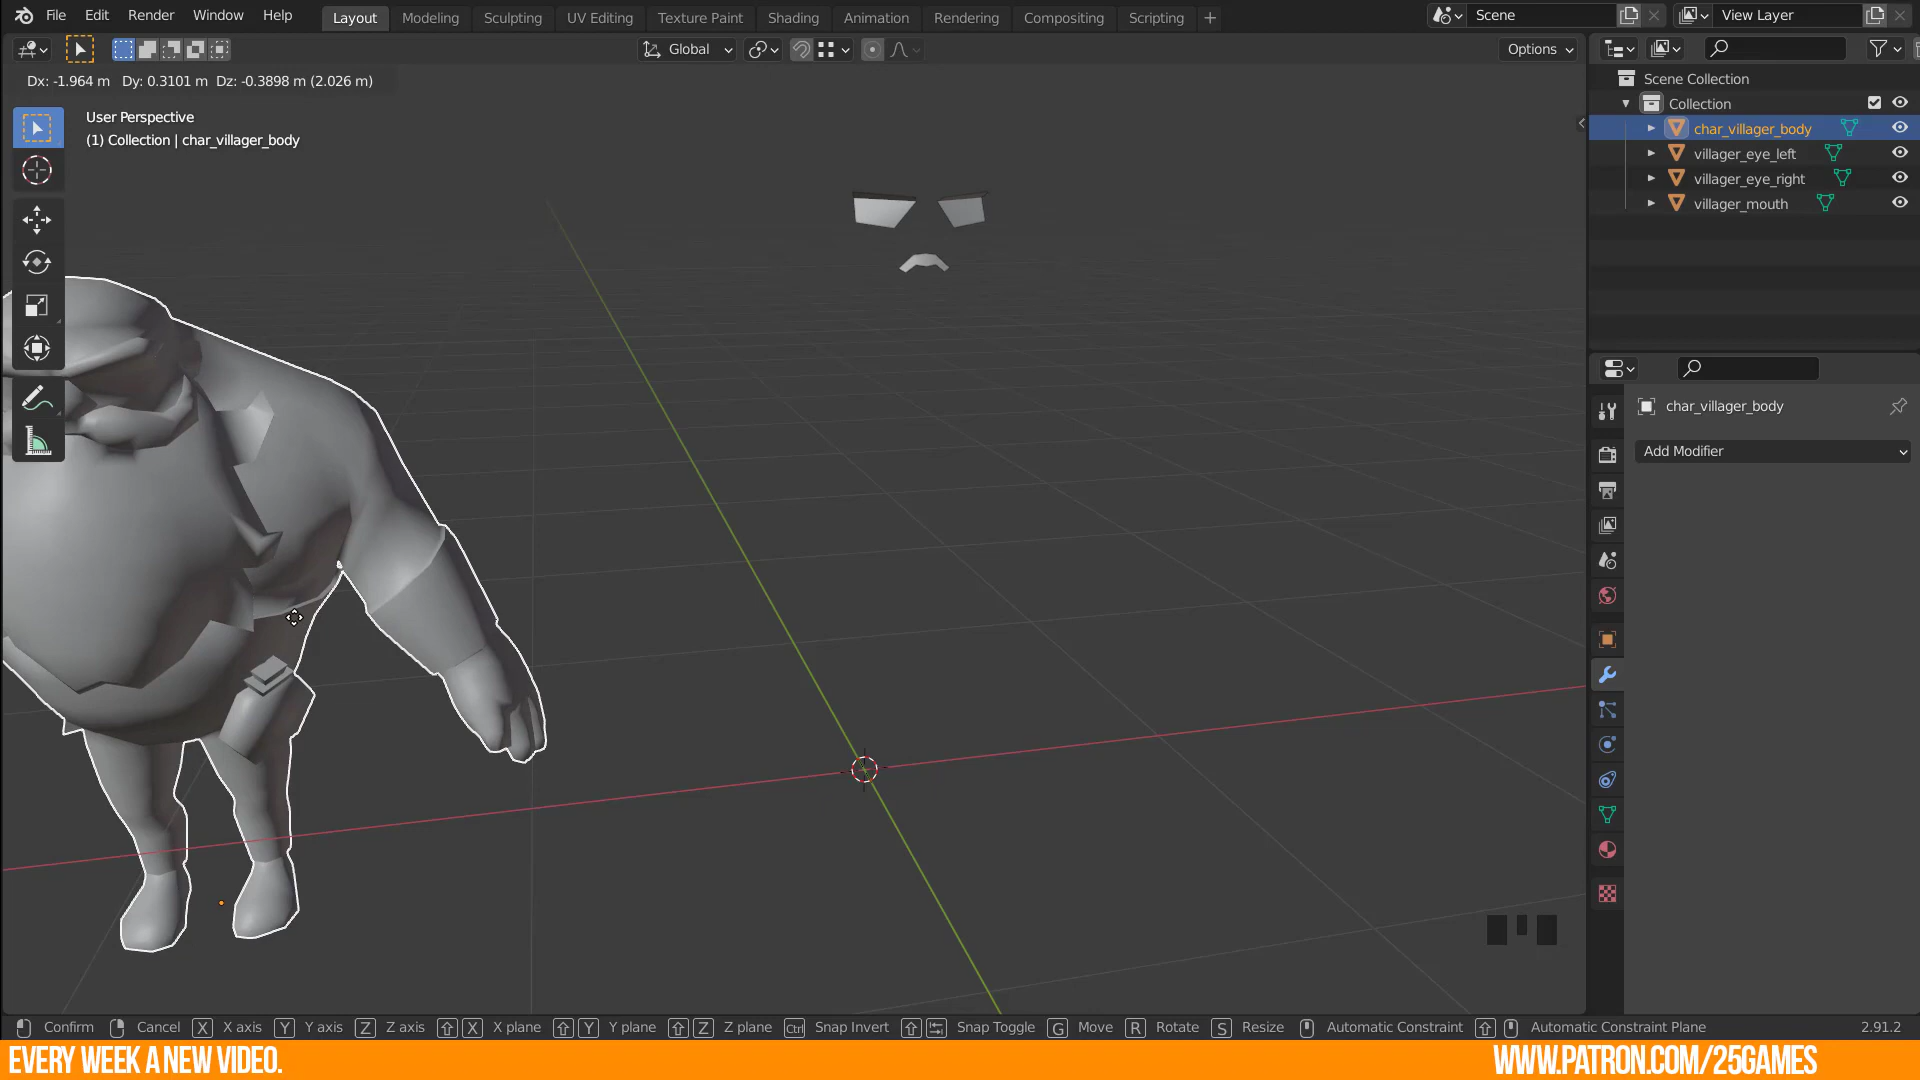 File Edit Render Window Help Layout Modeling Sculpting UV Editing Texture Paint Shading Animation Rendering Compositing Scripting + Scene View Layer
Global Options
Dx: -1.964 m Dy: 0.3101 m Dz: -0.3898 m (2.026 m)
User Perspective
(1) Collection | char_villager_body
Scene Collection
Collection
char_villager_body
villager_eye_left
villager_eye_right
villager_mouth
char_villager_body
Add Modifier
Confirm Cancel X X axis Y Y axis Z Z axis X X plane Y Y plane Z Z plane Ctrl Snap Invert Snap Toggle G Move R Rotate S Resize Automatic Constraint Automatic Constraint Plane 2.91.2
EVERY WEEK A NEW VIDEO. WWW.PATRON.COM/25GAMES